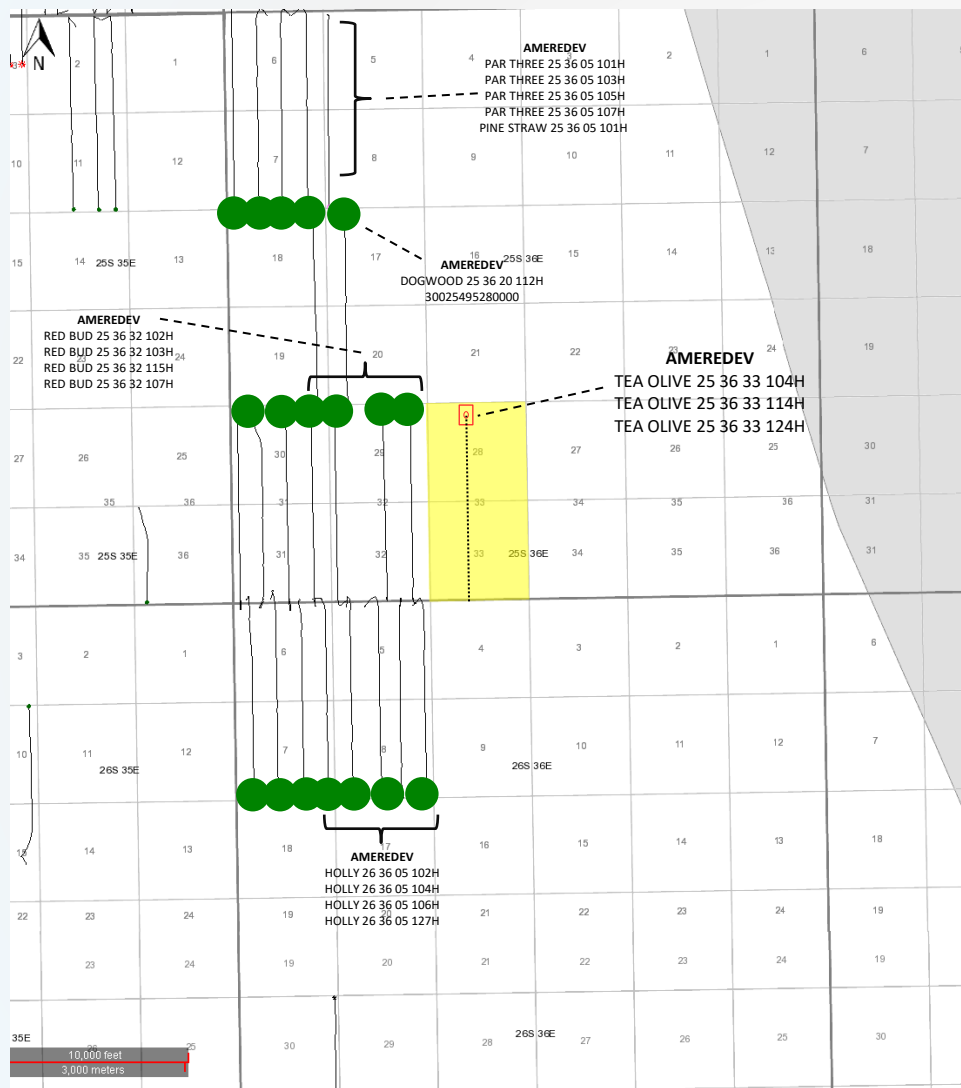 N
AMEREDEV
PAR THREE 25 36 05 101H
PAR THREE 25 36 05 103H
PAR THREE 25 36 05 105H
PAR THREE 25 36 05 107H
PINE STRAW 25 36 05 101H
2 1 6 5 4 3 2 1 6
10 11 12 7 8 9 10 11 12 7
15 14 25S 35E 13 18 17 16 25S 36E 15 14 13 18
AMEREDEV
DOGWOOD 25 36 20 112H
30025495280000
AMEREDEV
RED BUD 25 36 32 102H
RED BUD 25 36 32 103H
RED BUD 25 36 32 115H
RED BUD 25 36 32 107H
22 23 24 19 20 21 22 23 24 19
AMEREDEV
TEA OLIVE 25 36 33 104H
TEA OLIVE 25 36 33 114H
TEA OLIVE 25 36 33 124H
27 26 25 30 29 28 27 26 25 30
35 36 31 32 33 34 35 36 31
34 35 25S 35E 36 31 32 33 25S 36E 34 35 36 31
3 2 1 6 5 4 3 2 1 6
10 11 12 7 8 9 10 11 12 7
26S 35E 26S 36E
15 14 13 18 17 16 15 14 13 18
AMEREDEV
HOLLY 26 36 05 102H
HOLLY 26 36 05 104H
HOLLY 26 36 05 106H
HOLLY 26 36 05 127H
22 23 24 19 20 21 22 23 24 19
23 24 19 20 21 22 23 24 19
35E 26 25 30 29 28 26S 36E 27 26 25 30
10,000 feet
3,000 meters